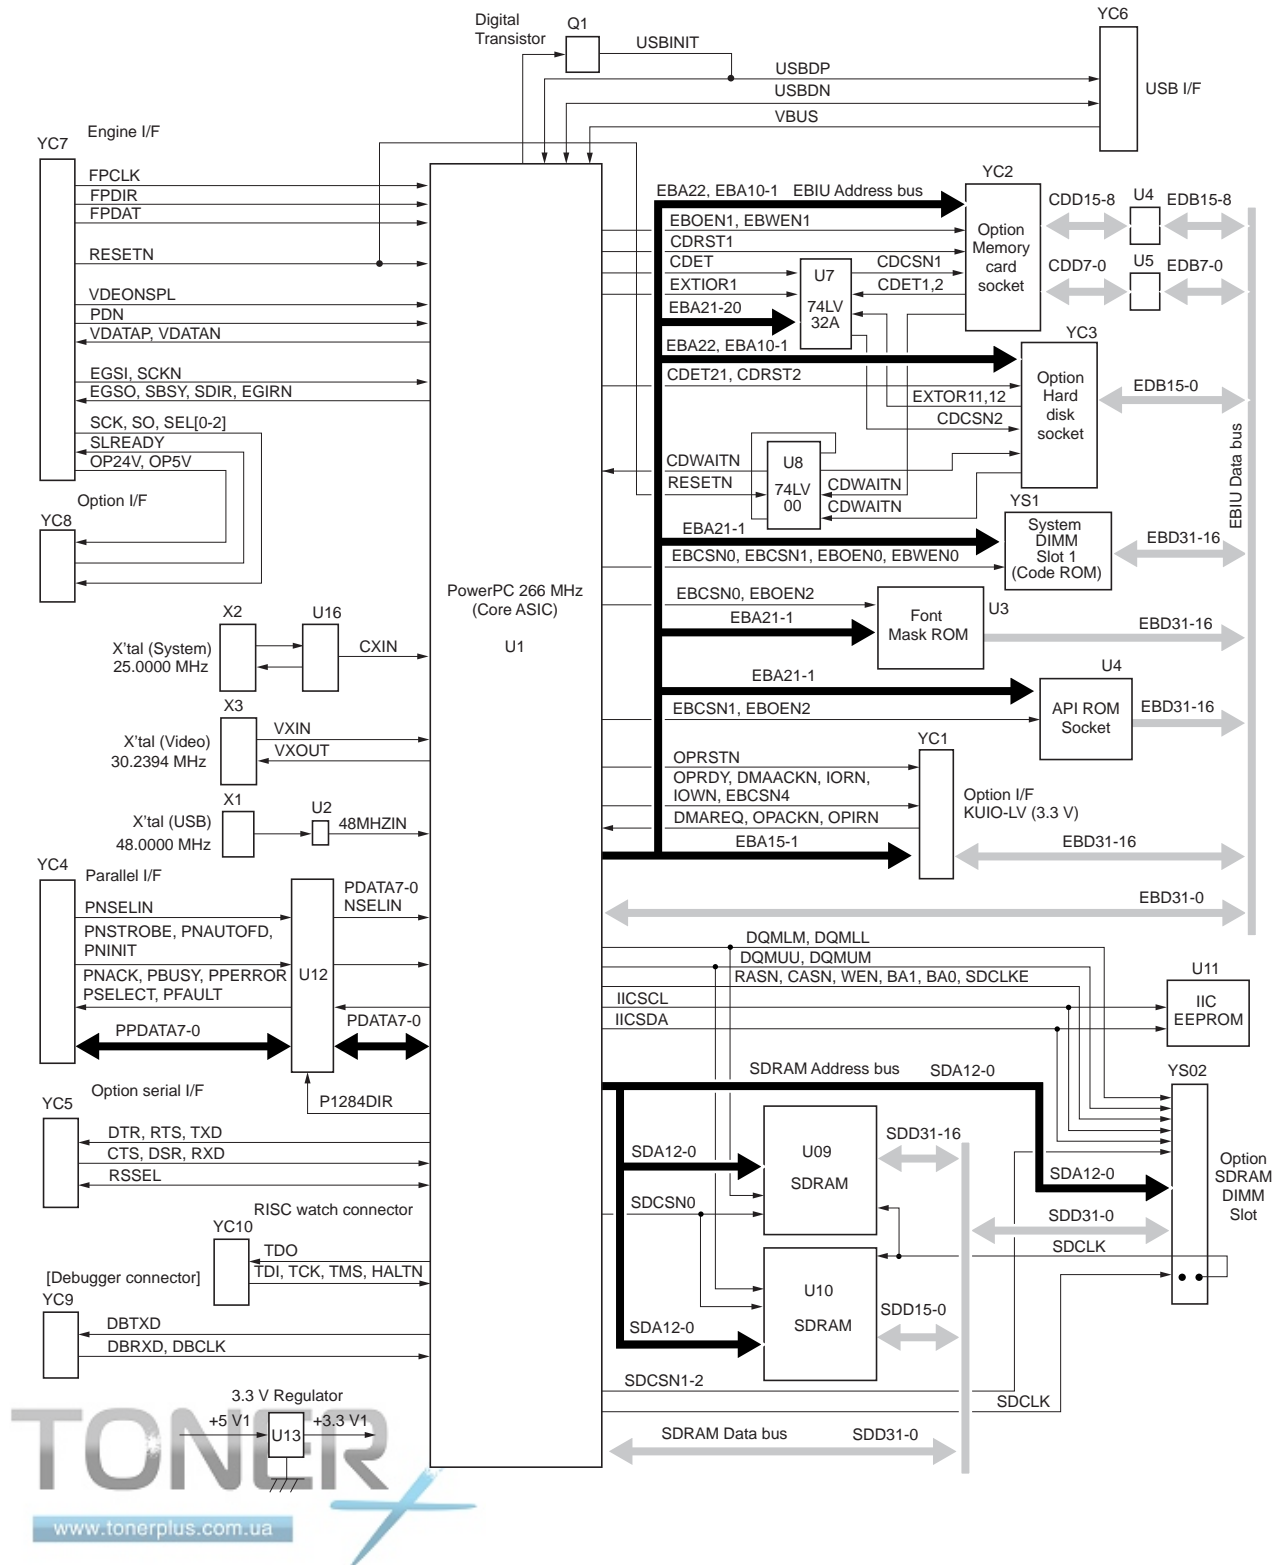 Digital
Transistor
Q1
USBINIT
YC6
USBDP
USBDN
VBUS
USB I/F
Engine I/F
YC7
FPCLK
FPDIR
FPDAT
RESETN
VDEONSPL
PDN
VDATAP, VDATAN
EGSI, SCKN
EGSO, SBSY, SDIR, EGIRN
SCK, SO, SEL[0-2]
SLREADY
OP24V, OP5V
Option I/F
YC8
EBA22, EBA10-1
EBIU Address bus
YC2
EBOEN1, EBWEN1
CDRST1
CDET
EXTIOR1
EBA21-20
U7
74LV
32A
CDCSN1
CDET1,2
Option
Memory
card
socket
CDD15-8
U4
EDB15-8
CDD7-0
U5
EDB7-0
EBA22, EBA10-1
YC3
CDET21, CDRST2
EXTOR11,12
CDCSN2
Option
Hard
disk
socket
EDB15-0
EBIU Data bus
CDWAITN
RESETN
U8
74LV
00
CDWAITN
CDWAITN
YS1
EBA21-1
EBCSN0, EBCSN1, EBOEN0, EBWEN0
System
DIMM
Slot 1
(Code ROM)
EBD31-16
PowerPC 266 MHz
(Core ASIC)
U1
EBCSN0, EBOEN2
EBA21-1
Font
Mask ROM
U3
EBD31-16
EBA21-1
EBCSN1, EBOEN2
U4
API ROM
Socket
EBD31-16
X2
U16
X'tal (System)
25.0000 MHz
CXIN
X3
X'tal (Video)
30.2394 MHz
VXIN
VXOUT
X1
U2
X'tal (USB)
48.0000 MHz
48MHZIN
YC1
OPRSTN
OPRDY, DMAACKN, IORN,
IOWN, EBCSN4
DMAREQ, OPACKN, OPIRN
EBA15-1
Option I/F
KUIO-LV (3.3 V)
EBD31-16
EBD31-0
YC4
Parallel I/F
PNSELIN
PNSTROBE, PNAUTOFD,
PNINIT
PNACK, PBUSY, PPERROR
PSELECT, PFAULT
PPDATA7-0
U12
PDATA7-0
NSELIN
PDATA7-0
P1284DIR
DQMLM, DQMLL
DQMUU, DQMUM
RASN, CASN, WEN, BA1, BA0, SDCLKE
IICSCL
IICSDA
U11
IIC
EEPROM
Option serial I/F
YC5
DTR, RTS, TXD
CTS, DSR, RXD
RSSEL
SDRAM Address bus
SDA12-0
YS02
SDA12-0
U09
SDRAM
SDD31-16
SDCSN0
SDA12-0
Option
SDRAM
DIMM
Slot
SDD31-0
SDCLK
RISC watch connector
YC10
TDO
TDI, TCK, TMS, HALTN
[Debugger connector]
YC9
DBTXD
DBRXD, DBCLK
U10
SDRAM
SDD15-0
SDA12-0
SDCSN1-2
SDCLK
SDRAM Data bus
SDD31-0
3.3 V Regulator
+5 V1
U13
+3.3 V1
TONER
www.tonerplus.com.ua